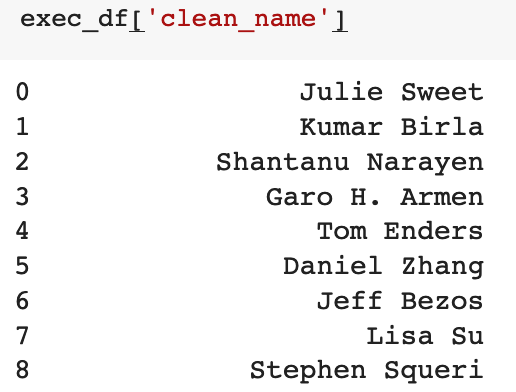 exec_df['clean_name']
0 Julie Sweet
1 Kumar Birla
2 Shantanu Narayen
3 Garo H. Armen
4 Tom Enders
5 Daniel Zhang
6 Jeff Bezos
7 Lisa Su
8 Stephen Squeri